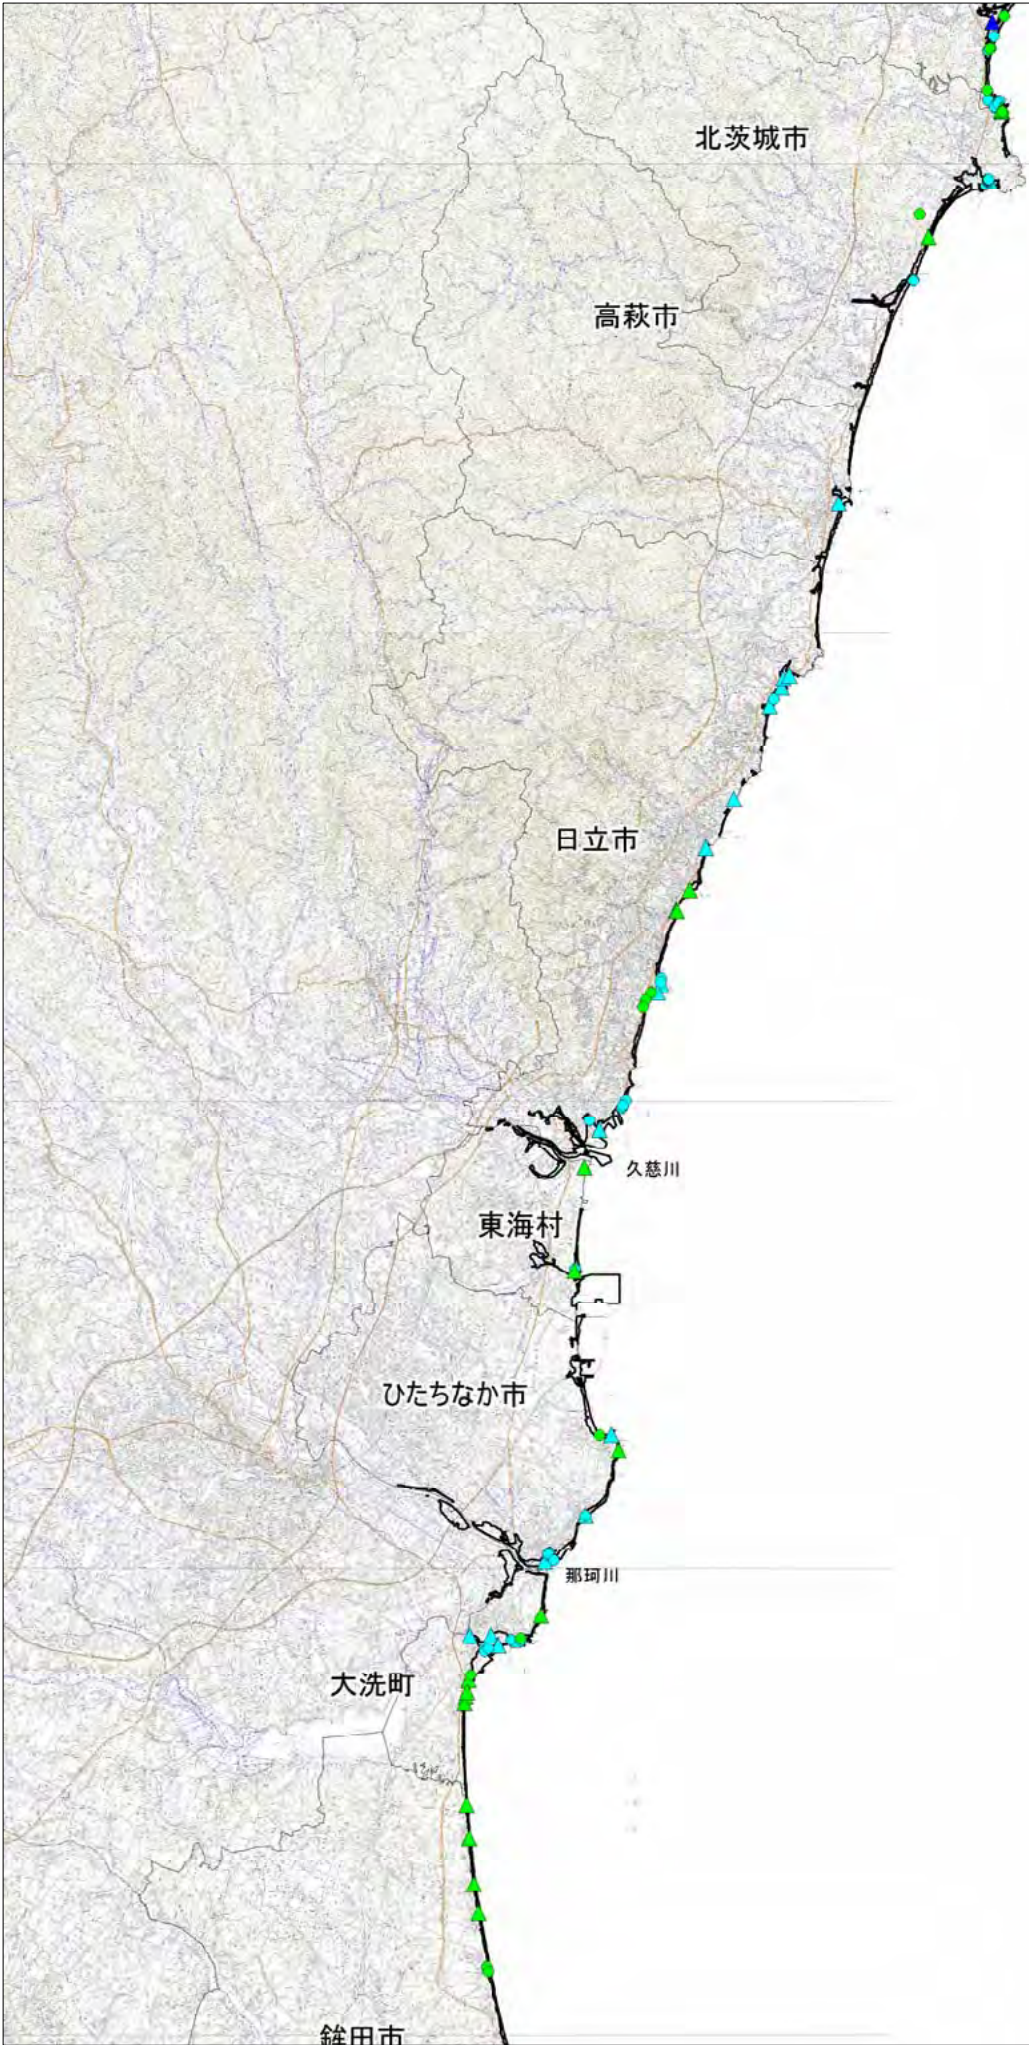 北茨城市
高萩市
日立市
久慈川
東海村
ひたちなか市
那珂川
大洗町
鉾田市